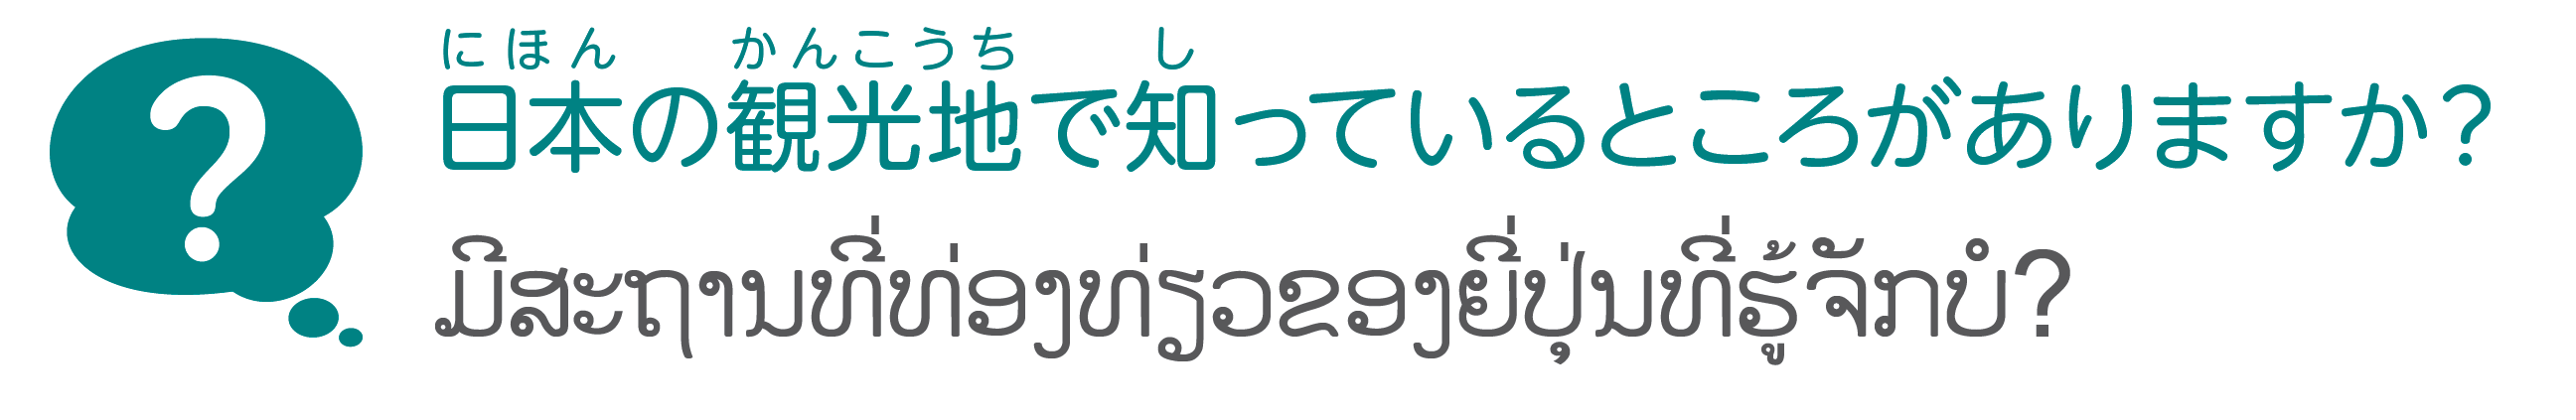 ?
にほん かんこうち し
日本の観光地で知っているところがありますか？
ມີສະຖານທີ່ທ່ອງທ່ຽວຂອງຍີ່ປຸ່ນທີ່ຮູ້ຈັກບໍ?